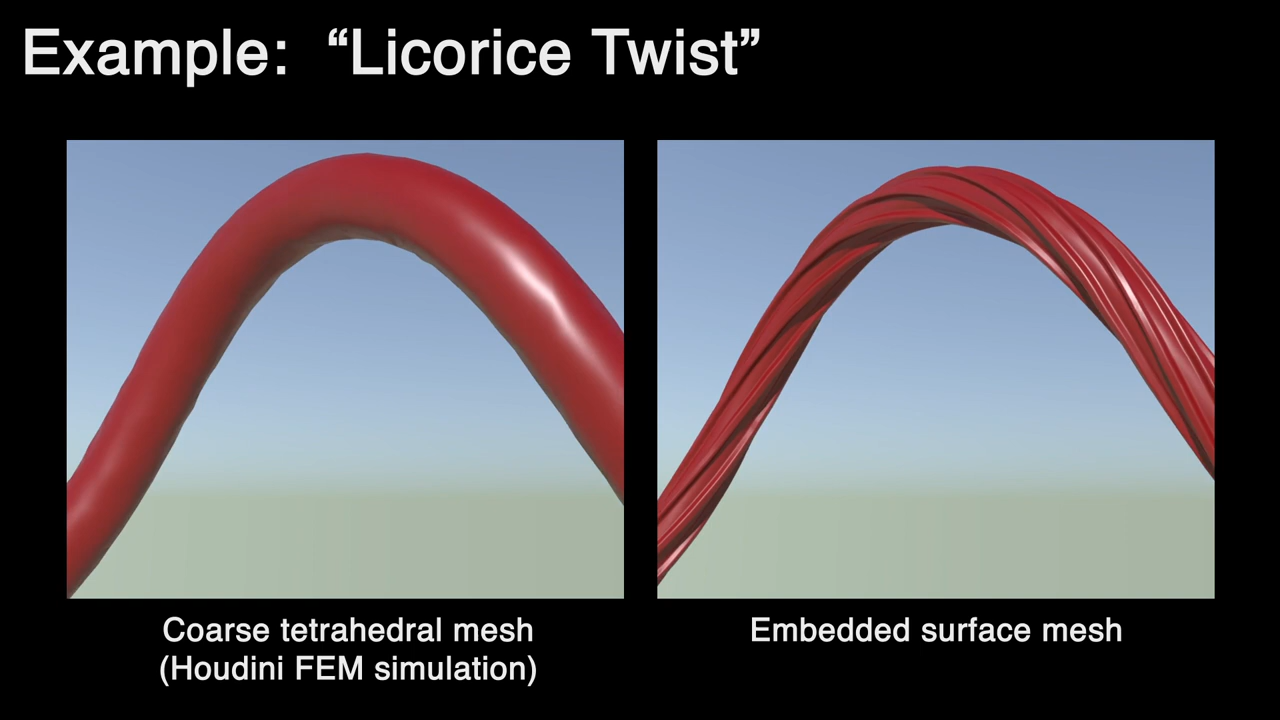 Example: “Licorice Twist”
Coarse tetrahedral mesh
(Houdini FEM simulation)
Embedded surface mesh